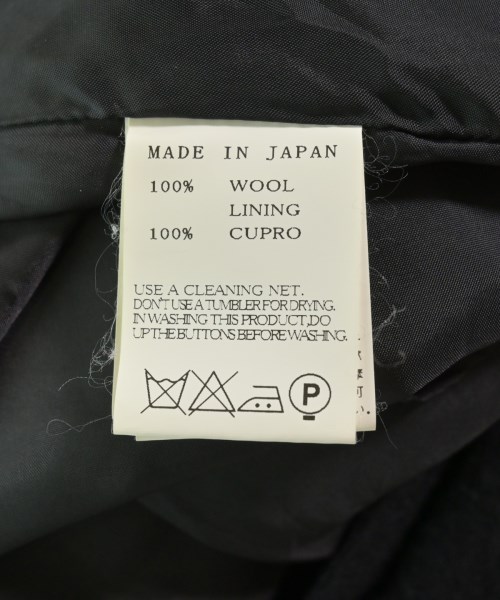 MADE IN JAPAN
100% WOOL
LINING
100% CUPRO
USE A CLEANING NET.
DON'T USE A TUMBLER FOR DRYING.
IN WASHING THIS PRODUCT, DO
UP THE BUTTONS BEFORE WASHING.
P